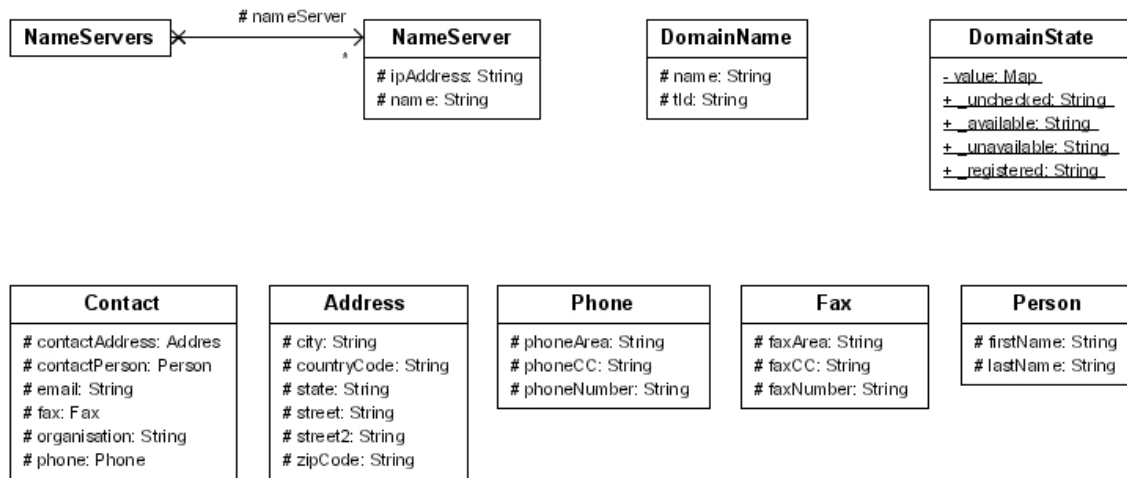 # nameServer
NameServers
NameServer
*
# ipAddress: String
# name: String
DomainName
# name: String
# tld: String
DomainState
- value: Map
+ _unchecked: String
+ _available: String
+ _unavailable: String
+ _registered: String
Contact
# contactAddress: Addres
# contactPerson: Person
# email: String
# fax: Fax
# organisation: String
# phone: Phone
Address
# city: String
# countryCode: String
# state: String
# street: String
# street2: String
# zipCode: String
Phone
# phoneArea: String
# phoneCC: String
# phoneNumber: String
Fax
# faxArea: String
# faxCC: String
# faxNumber: String
Person
# firstName: String
# lastName: String